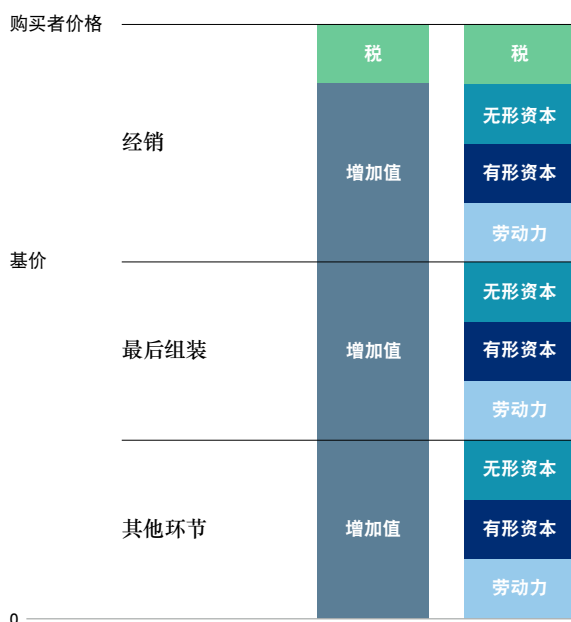 购买者价格
税
税
无形资本
经销
增加值
有形资本
劳动力
基价
无形资本
最后组装
增加值
有形资本
劳动力
无形资本
其他环节
增加值
有形资本
劳动力
0